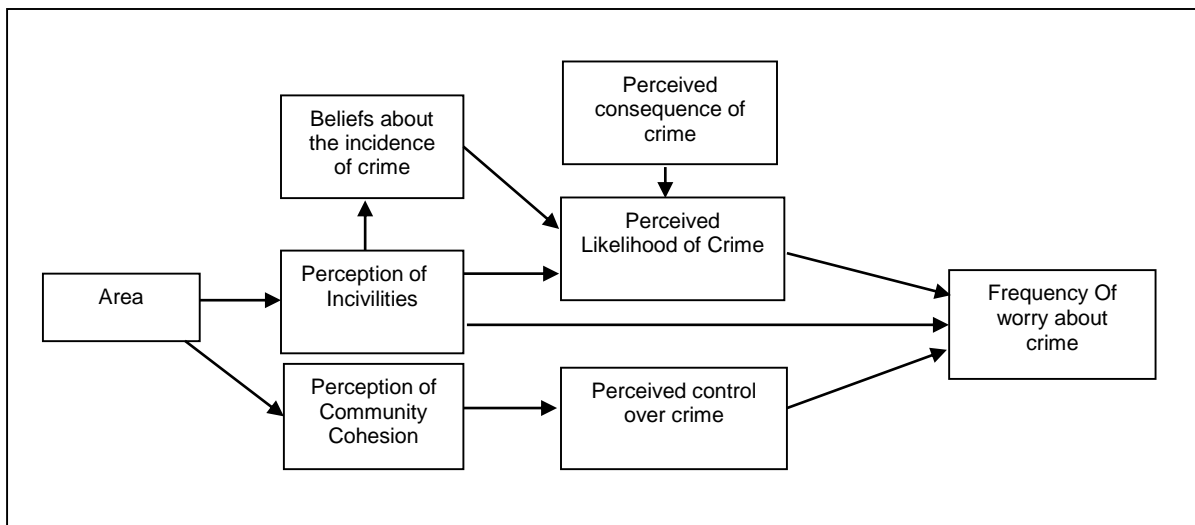 Perceived
consequence of
crime
Beliefs about
the incidence
of crime
Perceived
Likelihood of Crime
Area
Perception of
Incivilities
Frequency Of
worry about
crime
Perception of
Community
Cohesion
Perceived control
over crime